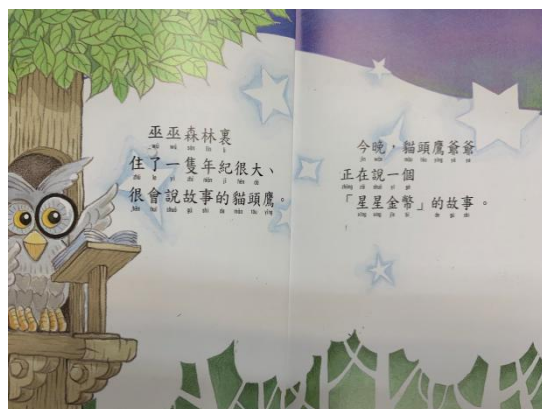 巫巫森林裏
住了一隻年紀很大、
很會說故事的貓頭鷹。
今晚，貓頭鷹爺爺
正在說一個
「星星金幣」的故事。